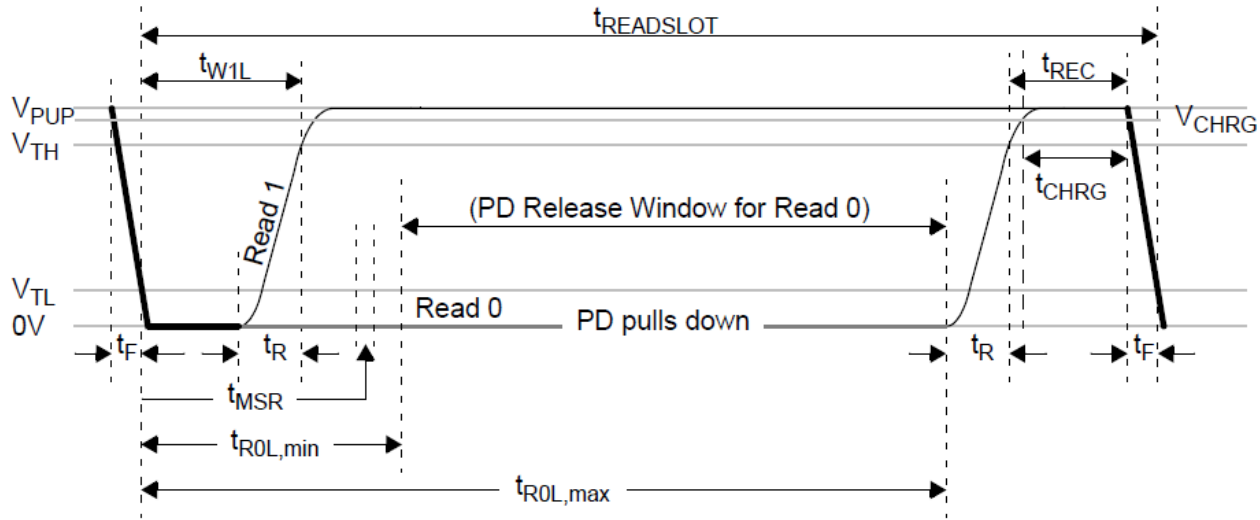 tREADSLOT
tW1L
tREC
VPUP
VCHRG
VTH
tCHRG
Read 1
(PD Release Window for Read 0)
VTL
Read 0
0V
PD pulls down
tF
tR
tR
tF
tMSR
tR0L,min
tR0L,max